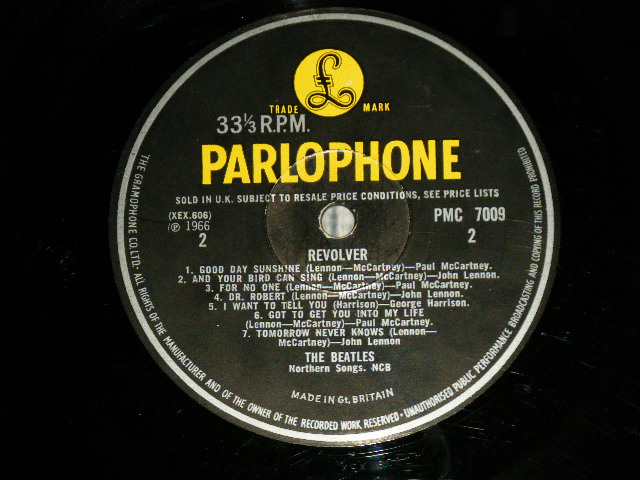 £
TRADE MARK
33⅓ R.P.M.
PARLOPHONE
SOLD IN U.K. SUBJECT TO RESALE PRICE CONDITIONS, SEE PRICE LISTS
(XEX.606)
℗ 1966
2
PMC 7009
2
REVOLVER
1. GOOD DAY SUNSHINE (Lennon—McCartney)—Paul McCartney.
2. AND YOUR BIRD CAN SING (Lennon—McCartney)—John Lennon.
3. FOR NO ONE (Lennon—McCartney)—Paul McCartney.
4. DR. ROBERT (Lennon—McCartney)—John Lennon.
5. I WANT TO TELL YOU (Harrison)—George Harrison.
6. GOT TO GET YOU INTO MY LIFE
(Lennon—McCartney)—Paul McCartney.
7. TOMORROW NEVER KNOWS (Lennon—
McCartney)—John Lennon
THE BEATLES
Northern Songs. NCB
MADE IN Gt. BRITAIN
THE GRAMOPHONE CO. LTD. · ALL RIGHTS OF THE MANUFACTURER AND OF THE OWNER OF THE RECORDED WORK RESERVED · UNAUTHORISED PUBLIC PERFORMANCE BROADCASTING AND COPYING OF THIS RECORD PROHIBITED